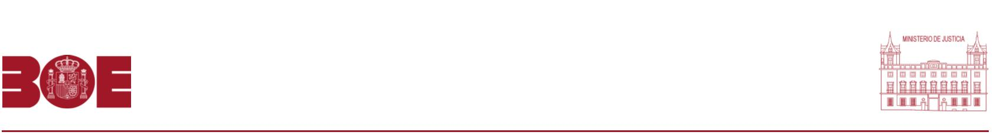 MINISTERIO DE JUSTICIA
BOE